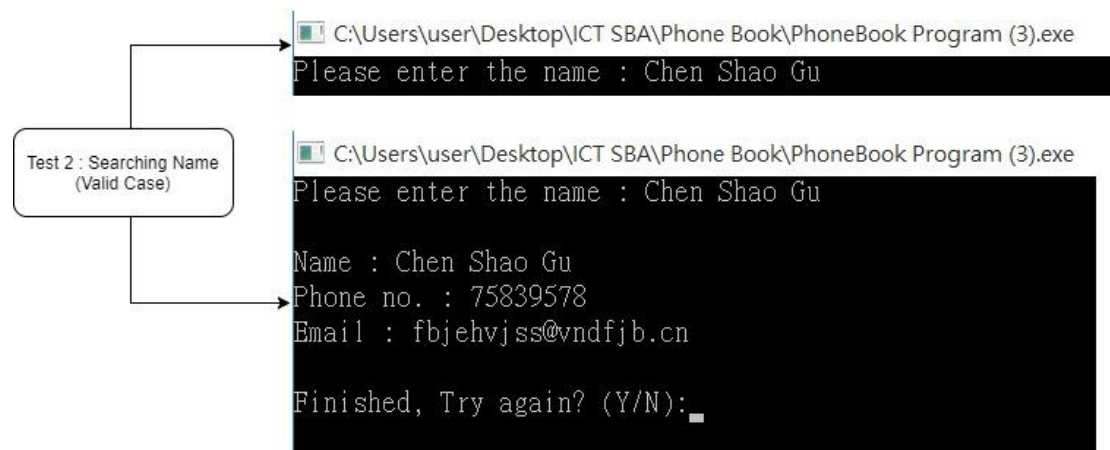 C:\Users\user\Desktop\ICT SBA\Phone Book\PhoneBook Program (3).exe
Please enter the name : Chen Shao Gu
Test 2 : Searching Name
(Valid Case)
C:\Users\user\Desktop\ICT SBA\Phone Book\PhoneBook Program (3).exe
Please enter the name : Chen Shao Gu
Name : Chen Shao Gu
Phone no. : 75839578
Email : fbjehvjss@vndfjb.cn
Finished, Try again? (Y/N):